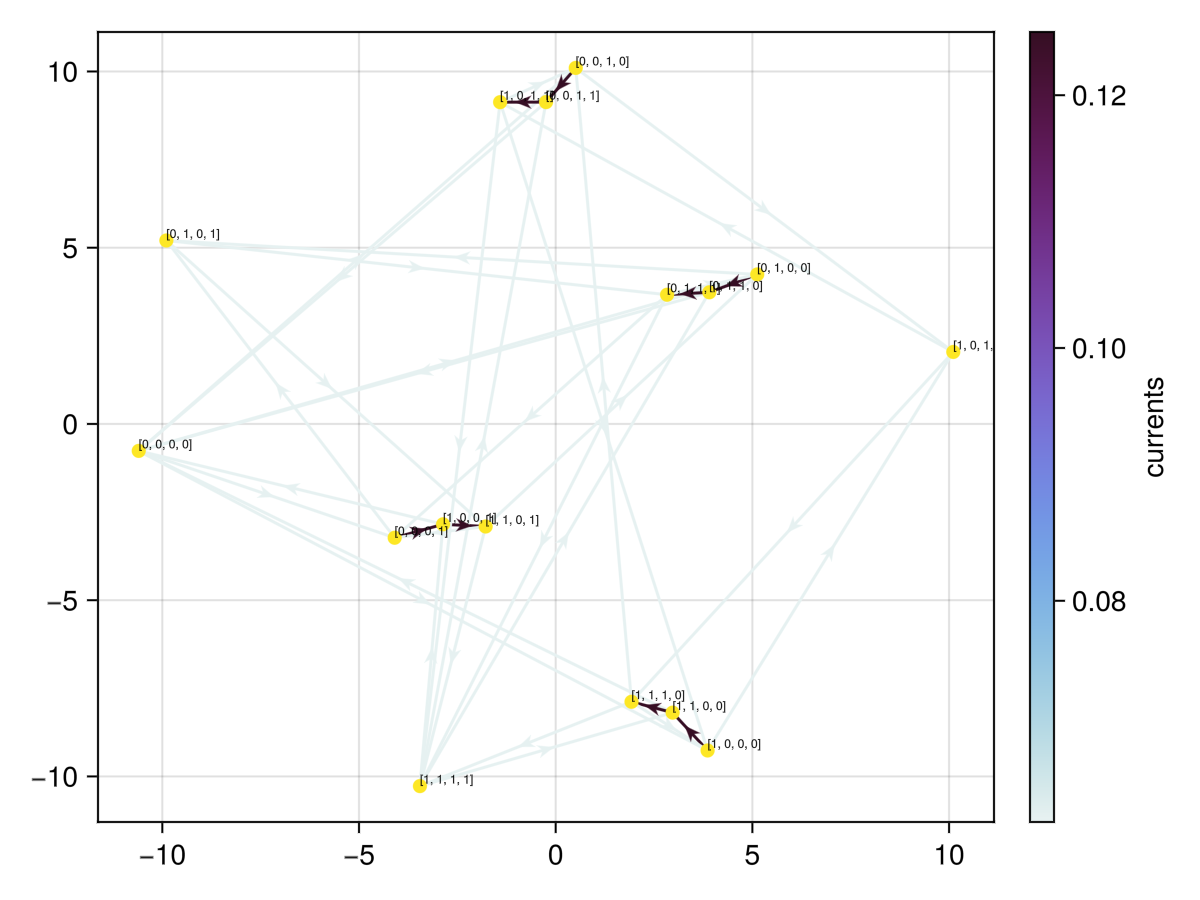 10
5
0
−5
−10
−10
−5
0
5
10
[0, 0, 1, 0]
[1, 0, 1,
0, 1, 1]
[0, 1, 0, 1]
[0, 1, 0, 0]
[0, 1, 1,
1, 0]
[1, 0, 1,
[0, 0, 0, 0]
[1, 0, 0,
[1, 1, 0, 1]
0, 1]
[1, 1, 1, 0]
[1, 1, 0, 0]
[1, 0, 0, 0]
[1, 1, 1, 1]
0.12
0.10
0.08
currents